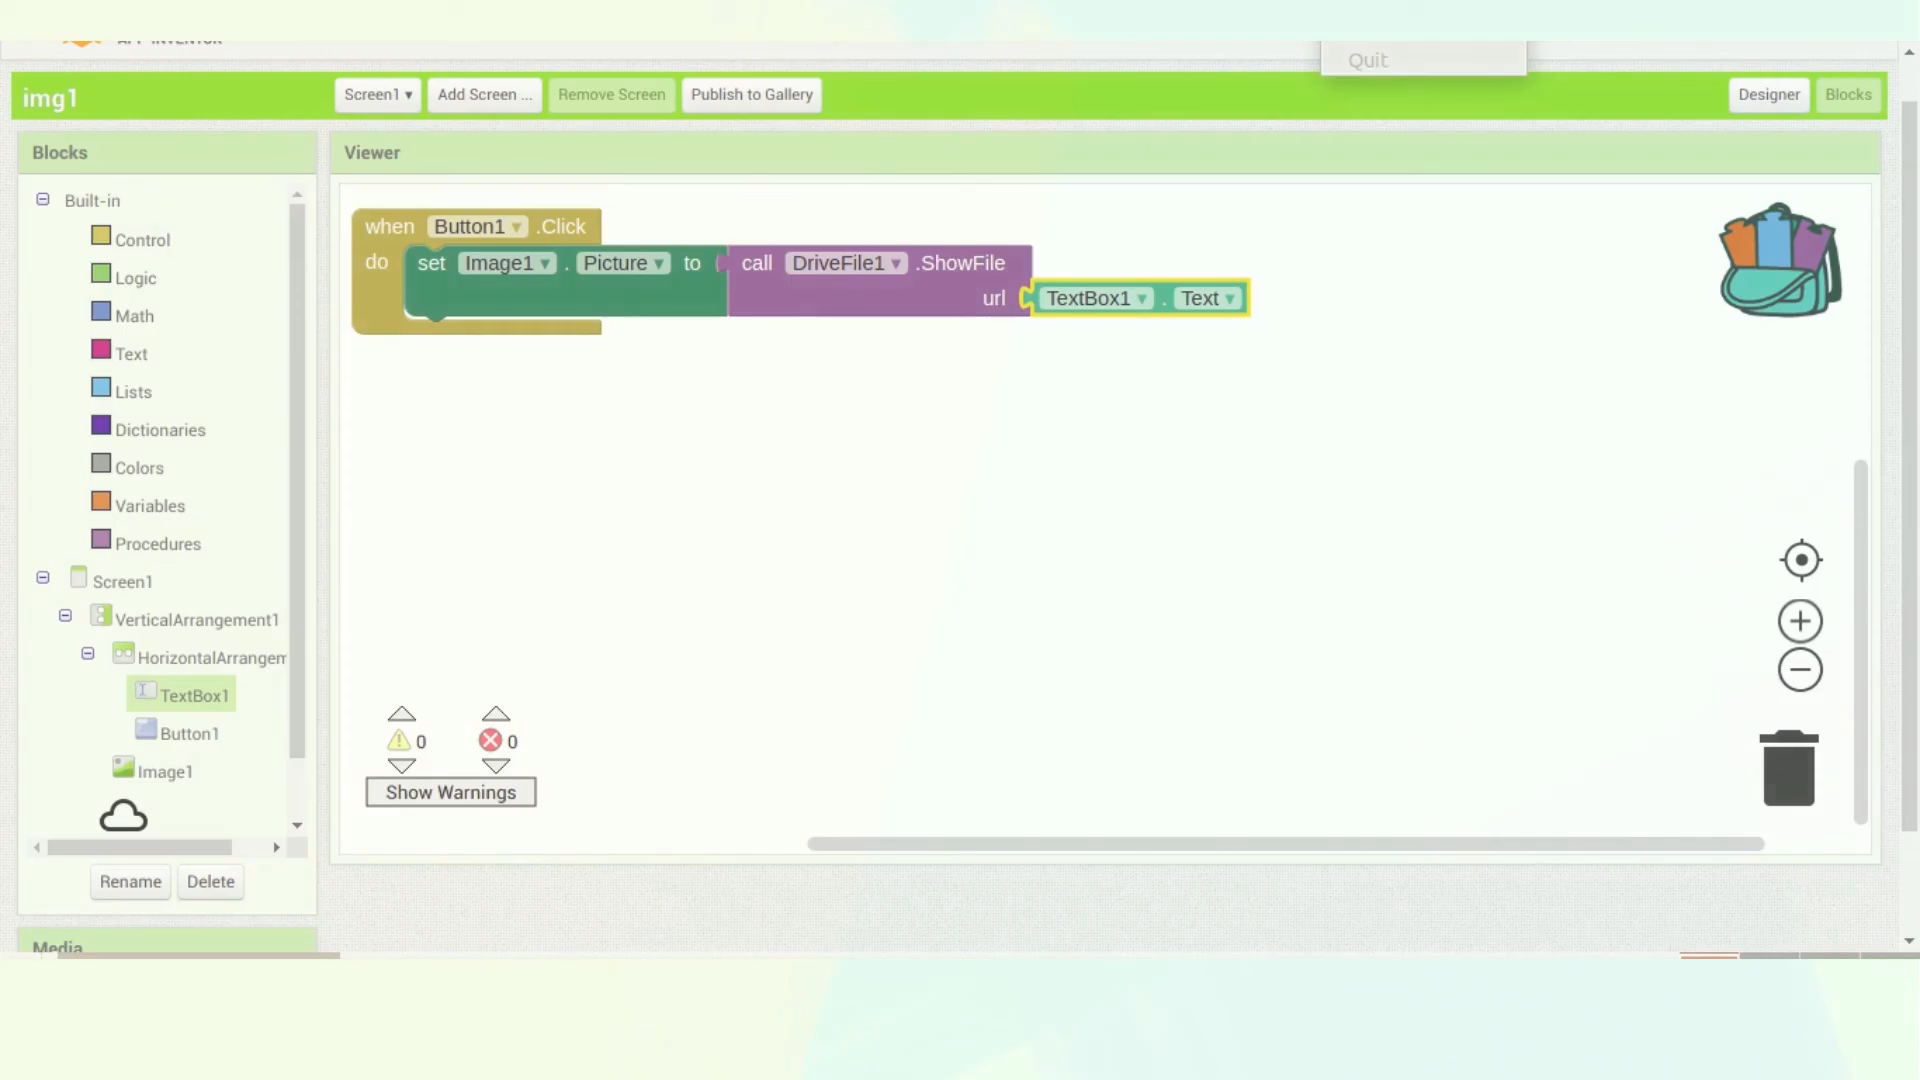 APP INVENTOR
Quit
img1
Screen1 ▾
Add Screen ...
Remove Screen
Publish to Gallery
Designer
Blocks
Blocks
Viewer
Built-in
Control
Logic
Math
Text
Lists
Dictionaries
Colors
Variables
Procedures
Screen1
VerticalArrangement1
HorizontalArrangem
TextBox1
Button1
Image1
Rename
Delete
Media
when Button1 ▾ .Click
do set Image1 ▾ . Picture ▾ to call DriveFile1 ▾ .ShowFile
url TextBox1 ▾ . Text ▾
0
0
Show Warnings